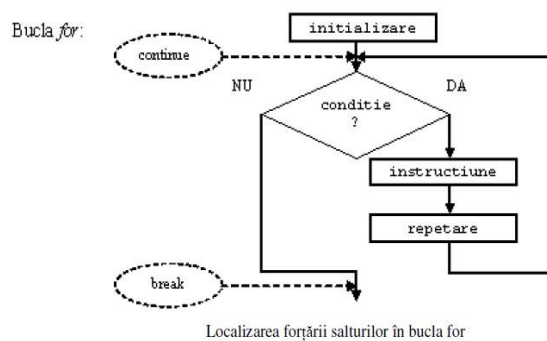 Bucla for:
initializare
continue
NU
DA
conditie
?
instructiune
repetare
break
Localizarea forțării salturilor în bucla for